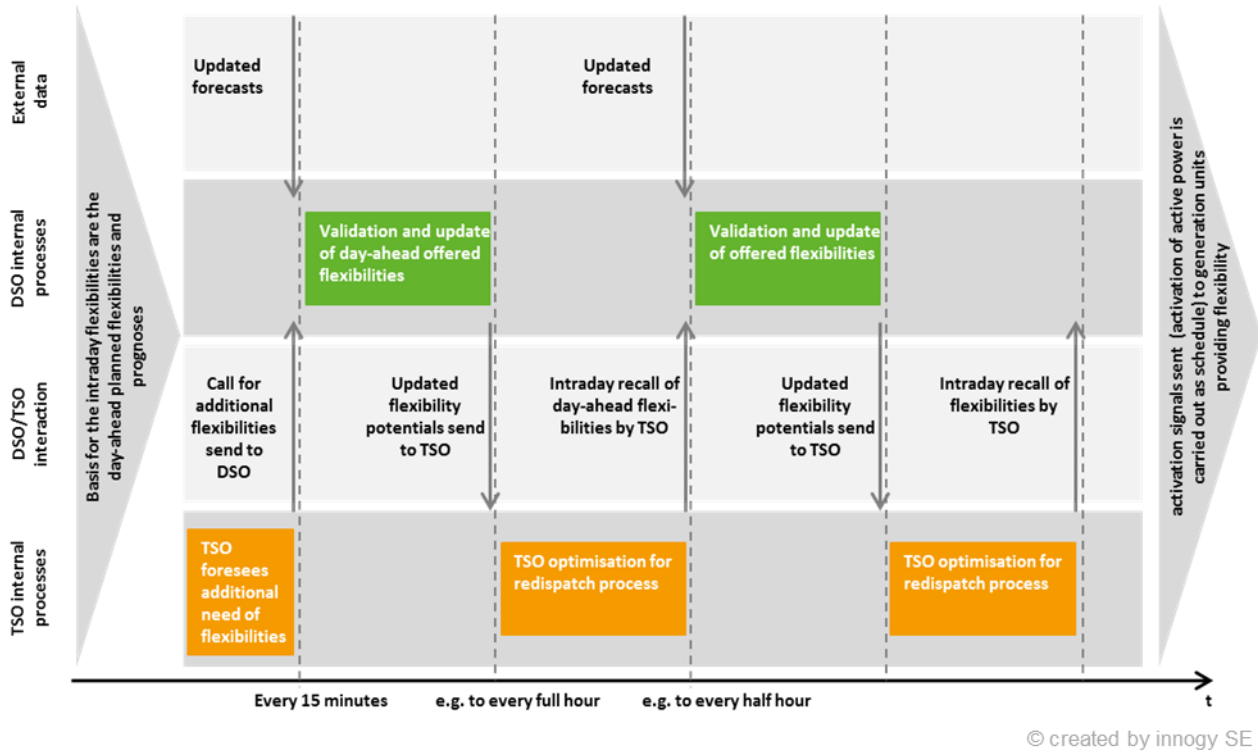 External
data
Updated
forecasts
Updated
forecasts
DSO internal
processes
Validation and update
of day-ahead offered
flexibilities
Validation and update
of offered flexibilities
DSO/TSO
interaction
Call for
additional
flexibilities
send to
DSO
Updated
flexibility
potentials send
to TSO
Intraday recall of
day-ahead flexi-
bilities by TSO
Updated
flexibility
potentials send
to TSO
Intraday recall of
flexibilities by
TSO
TSO internal
processes
TSO
foresees
additional
need of
flexibilities
TSO optimisation for
redispatch process
TSO optimisation for
redispatch process
Basis for the intraday flexibilities are the
day-ahead planned flexibilities and
prognoses
activation signals sent (activation of active power is
carried out as schedule) to generation units
providing flexibility
Every 15 minutes
e.g. to every full hour
e.g. to every half hour
t
© created by innogy SE